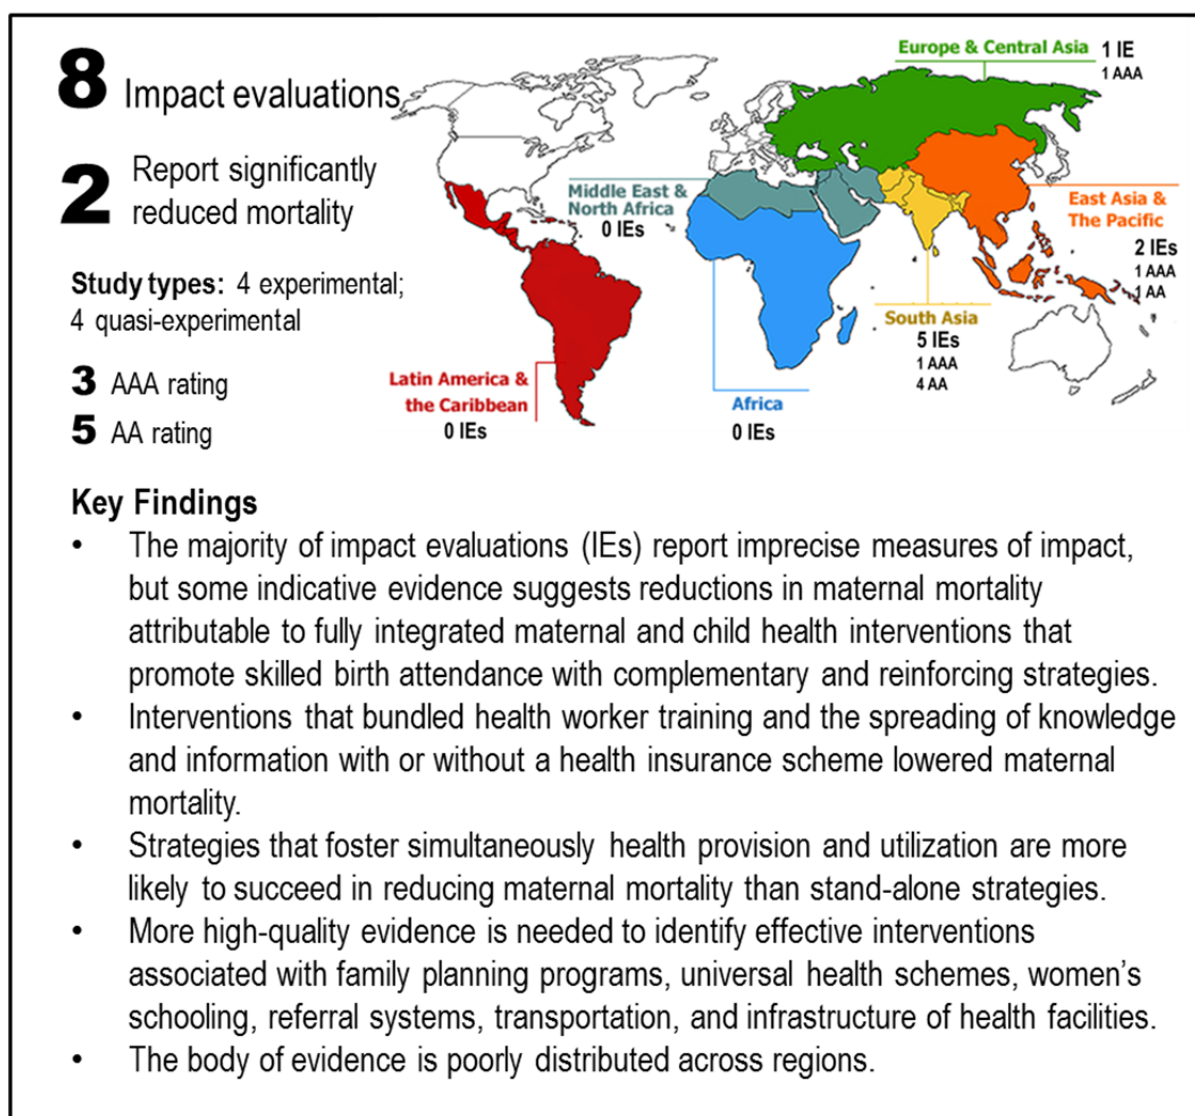 8 Impact evaluations
2 Report significantly
reduced mortality
Study types: 4 experimental;
4 quasi-experimental
3 AAA rating
5 AA rating
Europe & Central Asia 1 IE
1 AAA
Middle East &
North Africa
0 IEs
East Asia &
The Pacific
2 IEs
1 AAA
1 AA
South Asia
5 IEs
1 AAA
4 AA
Latin America &
the Caribbean
0 IEs
Africa
0 IEs
Key Findings
• The majority of impact evaluations (IEs) report imprecise measures of impact,
but some indicative evidence suggests reductions in maternal mortality
attributable to fully integrated maternal and child health interventions that
promote skilled birth attendance with complementary and reinforcing strategies.
• Interventions that bundled health worker training and the spreading of knowledge
and information with or without a health insurance scheme lowered maternal
mortality.
• Strategies that foster simultaneously health provision and utilization are more
likely to succeed in reducing maternal mortality than stand-alone strategies.
• More high-quality evidence is needed to identify effective interventions
associated with family planning programs, universal health schemes, women's
schooling, referral systems, transportation, and infrastructure of health facilities.
• The body of evidence is poorly distributed across regions.